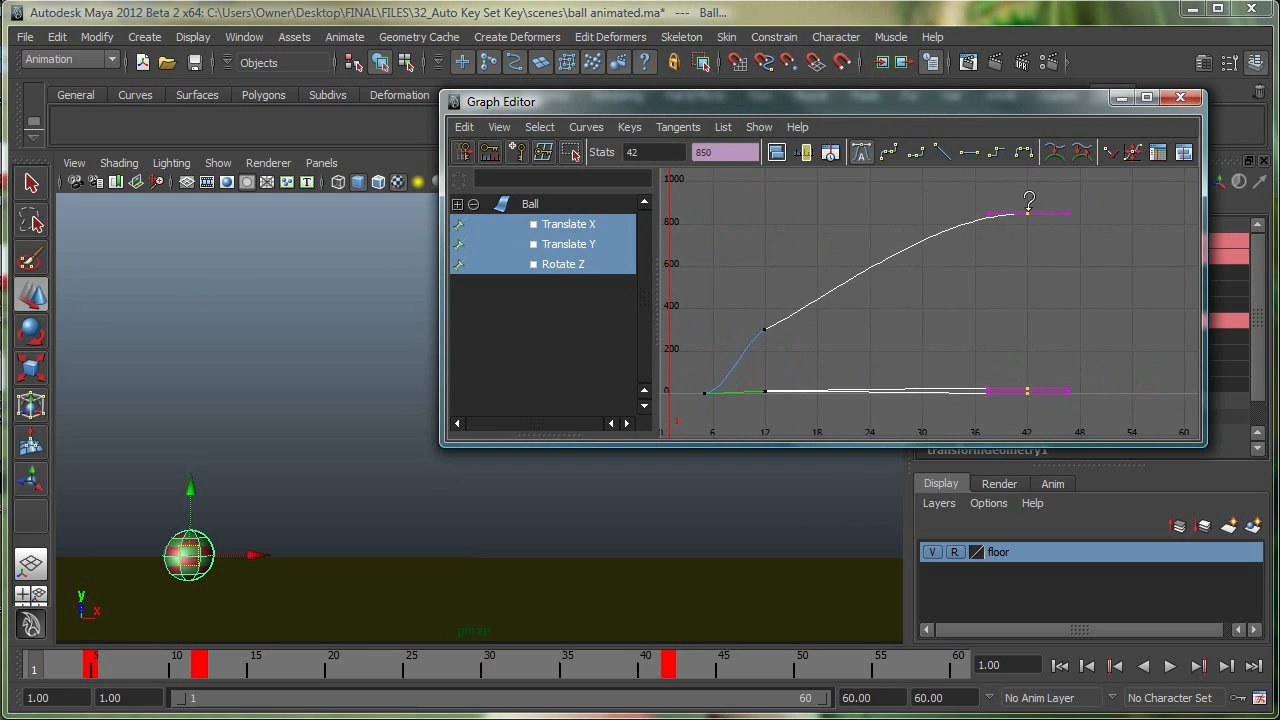 Autodesk Maya 2012 Beta 2 x64: C:\Users\Owner\Desktop\FINAL\FILES\32_Auto Key Set Key\scenes\ball animated.ma* --- Ball...
File Edit Modify Create Display Window Assets Animate Geometry Cache Create Deformers Edit Deformers Skeleton Skin Constrain Character Muscle Help
Animation Objects
General Curves Surfaces Polygons Subdivs Deformation
Graph Editor
Edit View Select Curves Keys Tangents List Show Help
Stats 42 850
View Shading Lighting Show Renderer Panels
Ball
Translate X
Translate Y
Rotate Z
1000
800
600
400
200
0
1
0 6 12 18 24 30 36 42 48 54 60
transformGeometry1
Display Render Anim
Layers Options Help
V R floor
y
x
persp
1 5 10 15 20 25 30 35 40 45 50 55 60 1.00
1.00 1.00 1 60 60.00 60.00 No Anim Layer No Character Set